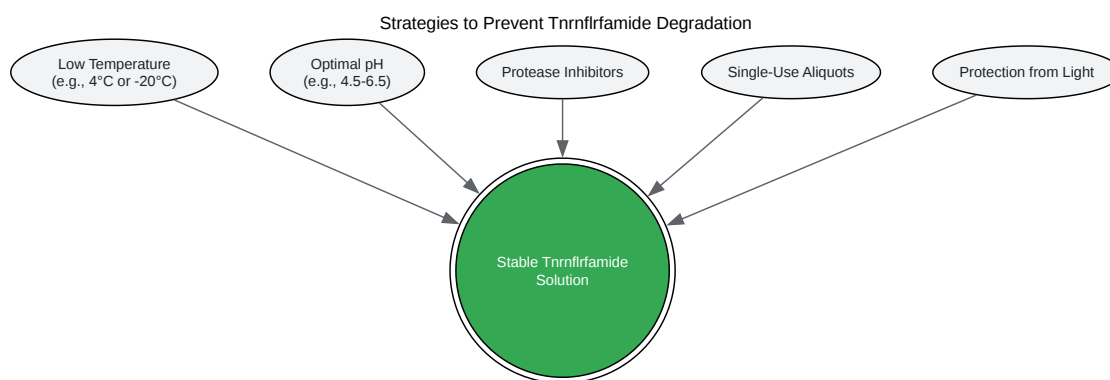 Strategies to Prevent Tnrnflrfamide Degradation
Low Temperature
(e.g., 4°C or -20°C)
Optimal pH
(e.g., 4.5-6.5)
Protease Inhibitors
Single-Use Aliquots
Protection from Light
Stable Tnrnflrfamide
Solution